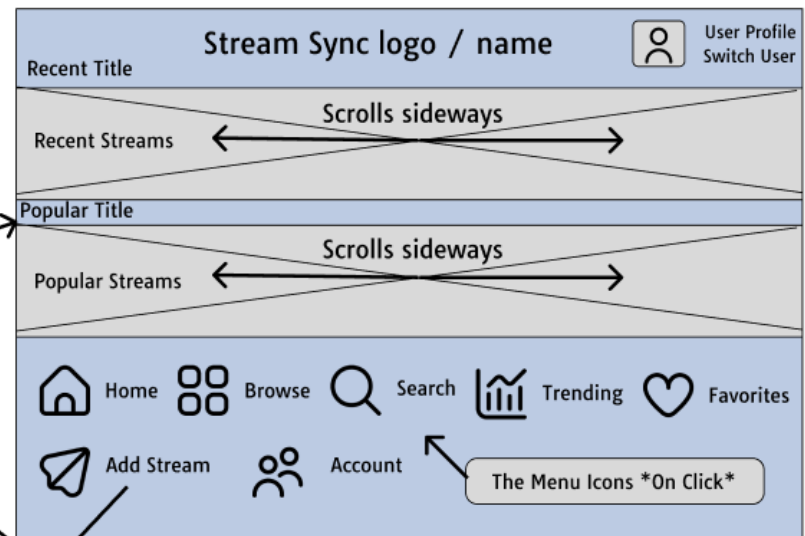 Stream Sync logo / name
User Profile
Switch User
Recent Title
Scrolls sideways
Recent Streams
Popular Title
Scrolls sideways
Popular Streams
Home
Browse
Search
Trending
Favorites
Add Stream
Account
The Menu Icons *On Click*